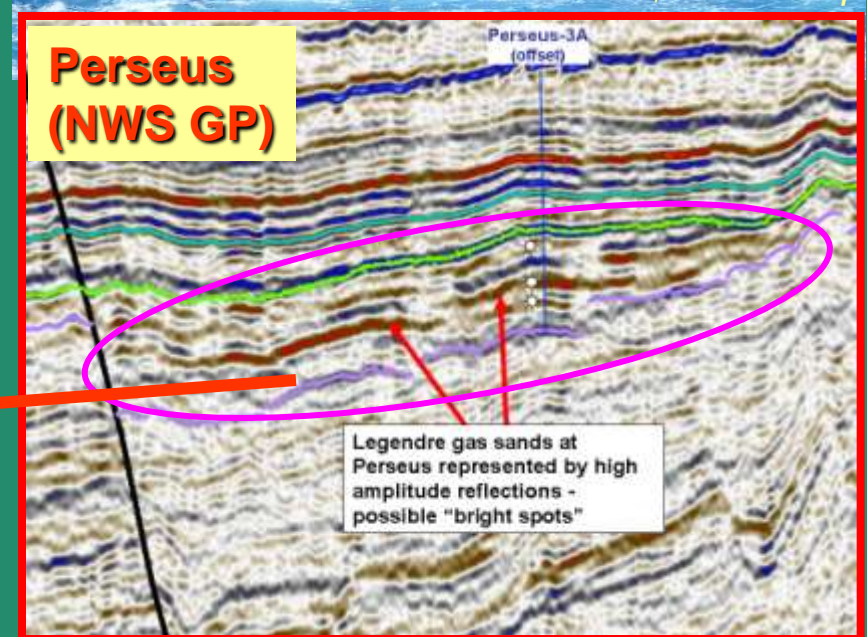 Perseus
(NWS GP)
Perseus-3A
(offset)
Legendre gas sands at
Perseus represented by high
amplitude reflections -
possible “bright spots”